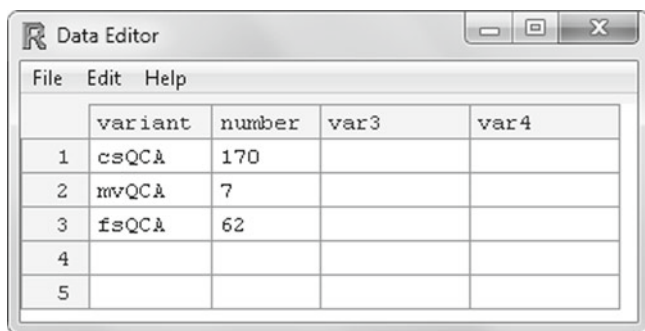 R Data Editor
File Edit Help
variant number var3 var4
1 csQCA 170
2 mvQCA 7
3 fsQCA 62
4
5